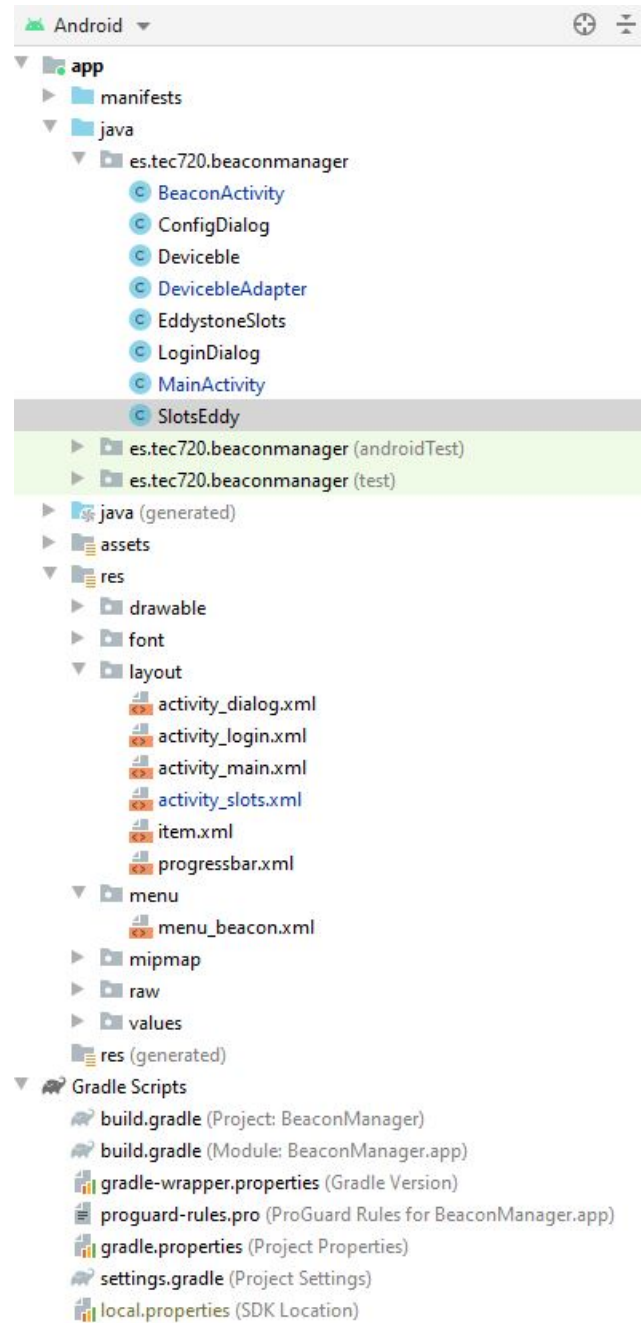 Android
app
manifests
java
es.tec720.beaconmanager
BeaconActivity
ConfigDialog
Deviceble
DevicebleAdapter
EddystoneSlots
LoginDialog
MainActivity
SlotsEddy
es.tec720.beaconmanager (androidTest)
es.tec720.beaconmanager (test)
java (generated)
assets
res
drawable
font
layout
activity_dialog.xml
activity_login.xml
activity_main.xml
activity_slots.xml
item.xml
progressbar.xml
menu
menu_beacon.xml
mipmap
raw
values
res (generated)
Gradle Scripts
build.gradle (Project: BeaconManager)
build.gradle (Module: BeaconManager.app)
gradle-wrapper.properties (Gradle Version)
proguard-rules.pro (ProGuard Rules for BeaconManager.app)
gradle.properties (Project Properties)
settings.gradle (Project Settings)
local.properties (SDK Location)